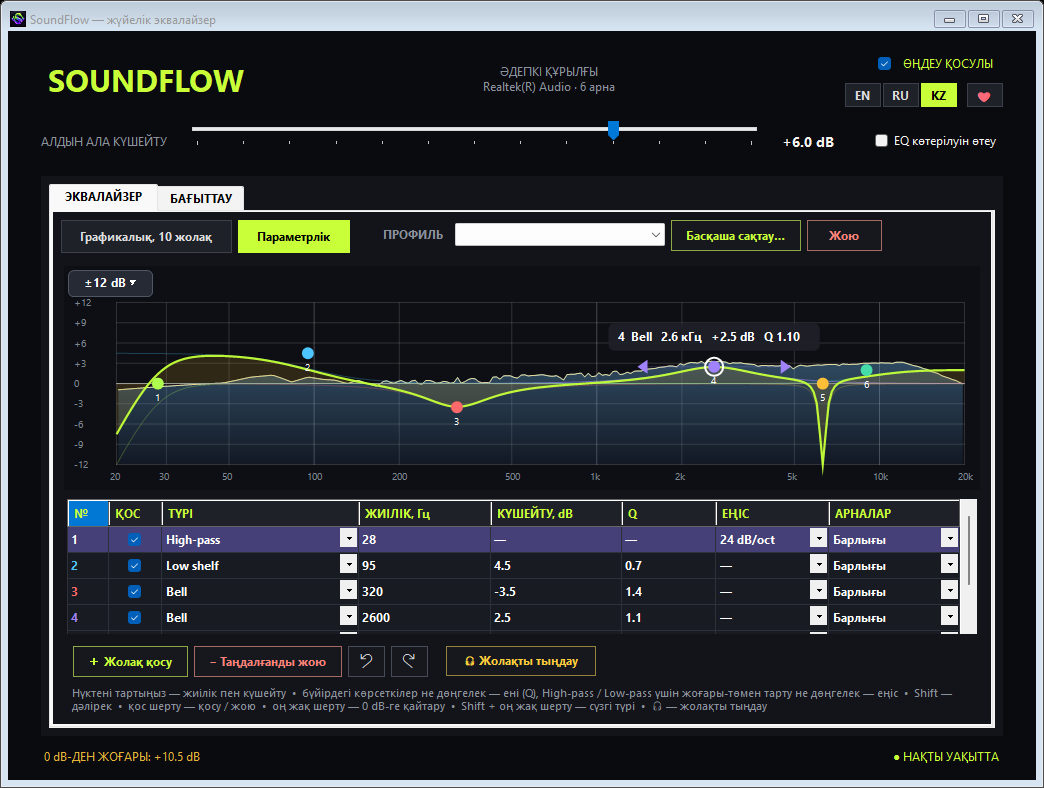 SoundFlow — жүйелік эквалайзер
SOUNDFLOW
ӘДЕПКІ ҚҰРЫЛҒЫ
Realtek(R) Audio · 6 арна
ӨҢДЕУ ҚОСУЛЫ
EN RU KZ
АЛДЫН АЛА КҮШЕЙТУ
+6.0 dB
EQ көтерілуін өтеу
ЭКВАЛАЙЗЕР БАҒЫТТАУ
Графикалық, 10 жолақ Параметрлік ПРОФИЛЬ Басқаша сақтау... Жою
±12 dB ▾
+12
+9
+6
+3
0
-3
-6
-9
-12
4 Bell 2.6 кГц +2.5 dB Q 1.10
1 2 3 4 5 6
20 30 50 100 200 500 1k 2k 5k 10k 20k
№ ҚОС ТҮРІ ЖИІЛІК, Гц КҮШЕЙТУ, dB Q ЕҢІС АРНАЛАР
1 High-pass 28 — — 24 dB/oct Барлығы
2 Low shelf 95 4.5 0.7 — Барлығы
3 Bell 320 -3.5 1.4 — Барлығы
4 Bell 2600 2.5 1.1 — Барлығы
+ Жолақ қосу − Таңдалғанды жою 🎧 Жолақты тыңдау
Нүктені тартыңыз — жиілік пен күшейту • бүйірдегі көрсеткілер не дөңгелек — ені (Q), High-pass / Low-pass үшін жоғары-төмен тарту не дөңгелек — еңіс • Shift —
дәлірек • қос шерту — қосу / жою • оң жақ шерту — 0 dB-ге қайтару • Shift + оң жақ шерту — сүзгі түрі • 🎧 — жолақты тыңдау
0 dB-ДЕН ЖОҒАРЫ: +10.5 dB
● НАҚТЫ УАҚЫТТА